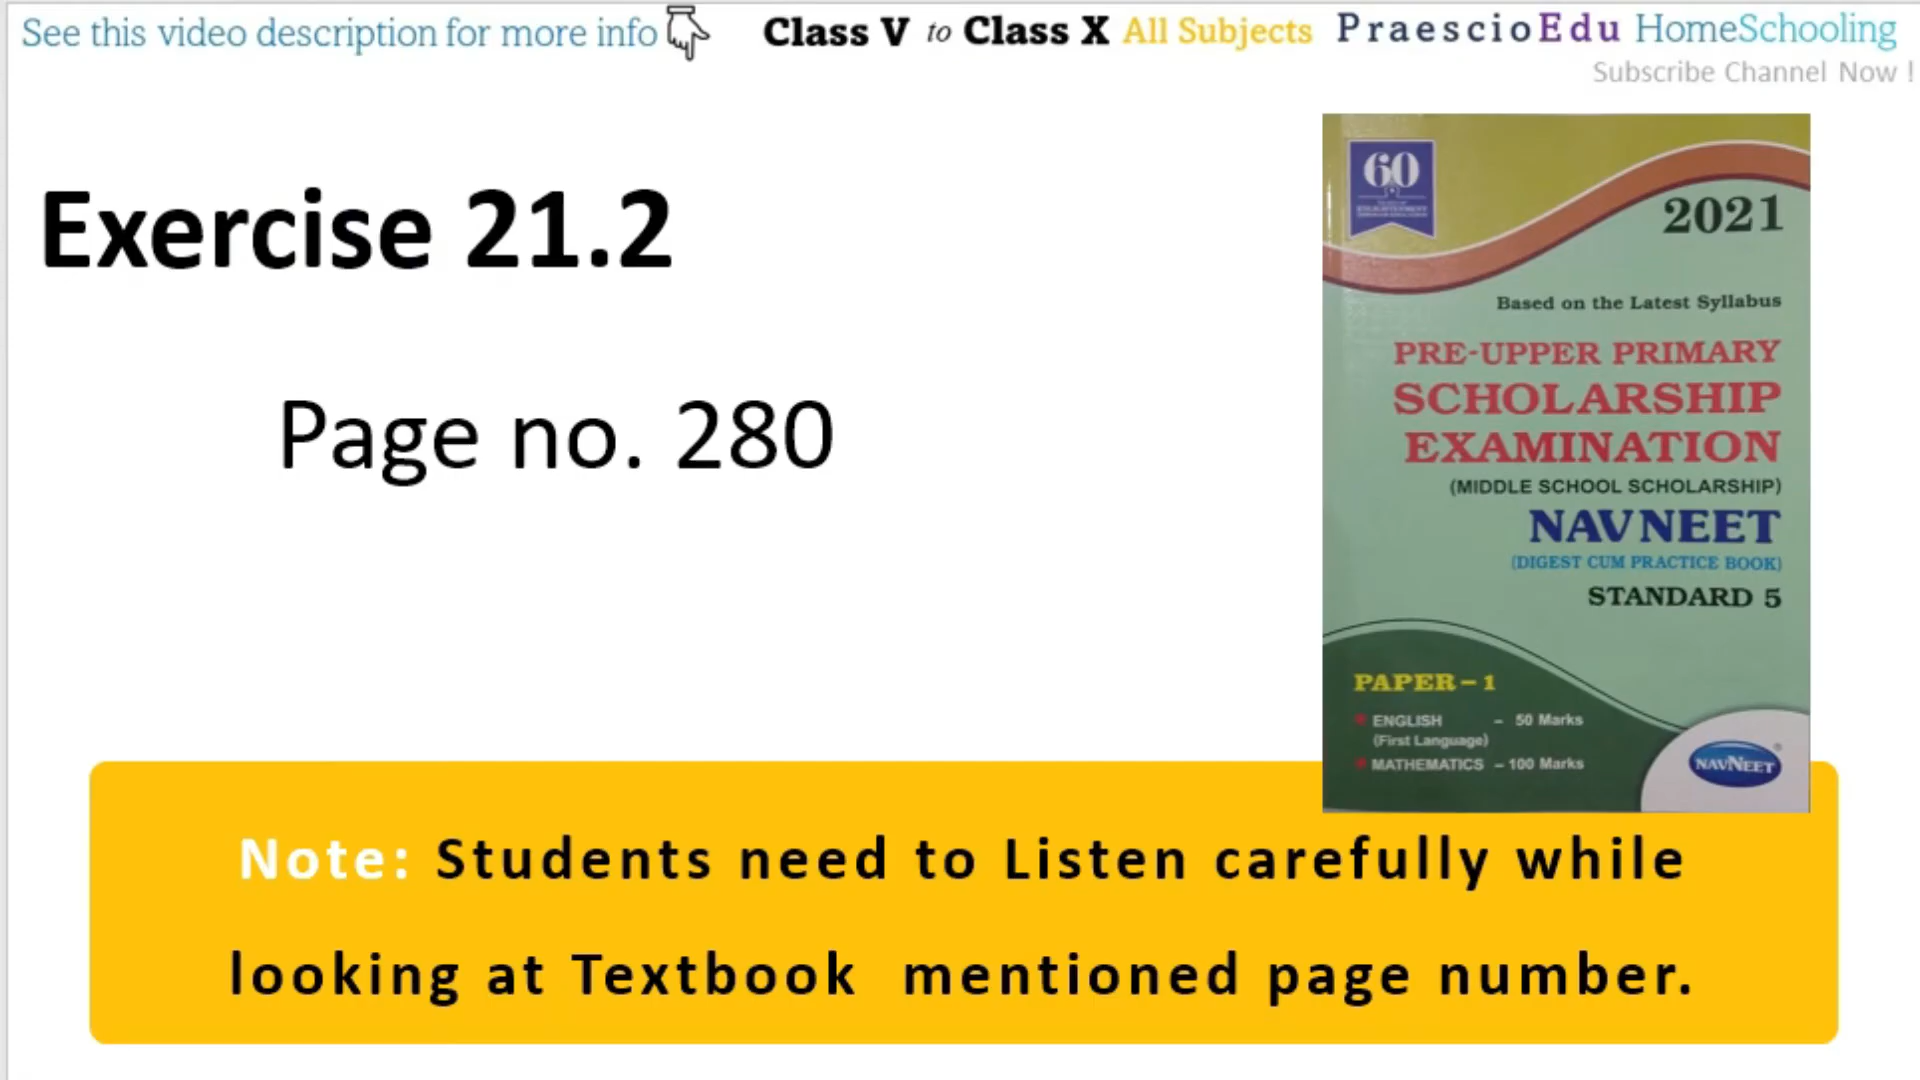 See this video description for more info
Class V to Class X All Subjects
PraescioEdu HomeSchooling
Subscribe Channel Now !
Exercise 21.2
Page no. 280
60
2021
Based on the Latest Syllabus
PRE-UPPER PRIMARY
SCHOLARSHIP
EXAMINATION
(MIDDLE SCHOOL SCHOLARSHIP)
NAVNEET
(DIGEST CUM PRACTICE BOOK)
STANDARD 5
PAPER – 1
ENGLISH – 50 Marks
(First Language)
MATHEMATICS – 100 Marks
NAVNEET
Note: Students need to Listen carefully while
looking at Textbook mentioned page number.